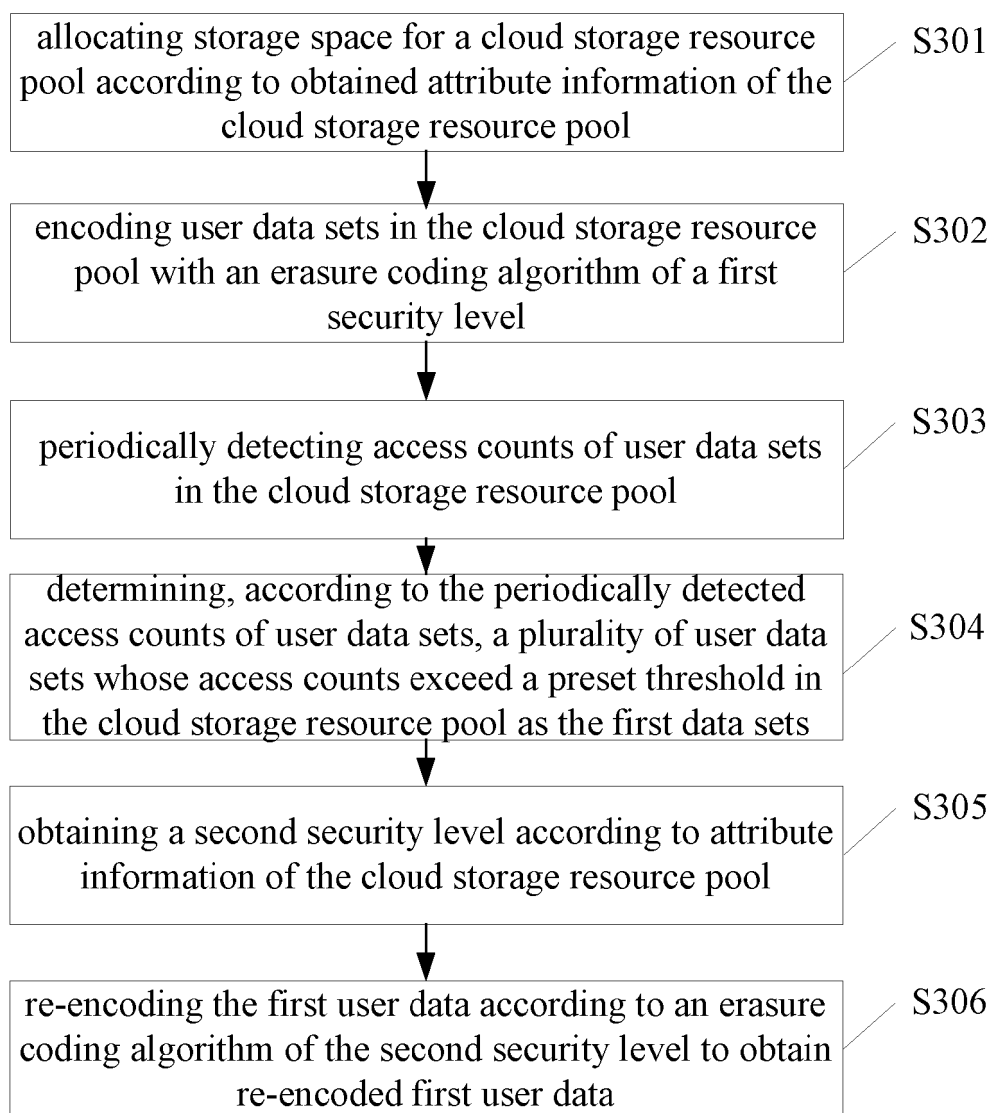 allocating storage space for a cloud storage resource
pool according to obtained attribute information of the
cloud storage resource pool
S301
encoding user data sets in the cloud storage resource
pool with an erasure coding algorithm of a first
security level
S302
periodically detecting access counts of user data sets
in the cloud storage resource pool
S303
determining, according to the periodically detected
access counts of user data sets, a plurality of user data
sets whose access counts exceed a preset threshold in
the cloud storage resource pool as the first data sets
S304
obtaining a second security level according to attribute
information of the cloud storage resource pool
S305
re-encoding the first user data according to an erasure
coding algorithm of the second security level to obtain
re-encoded first user data
S306